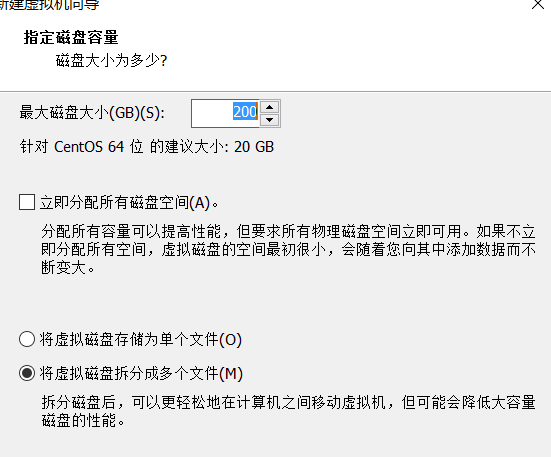 新建虚拟机向导
指定磁盘容量
磁盘大小为多少?
最大磁盘大小(GB)(S): 200
针对 CentOS 64 位 的建议大小: 20 GB
立即分配所有磁盘空间(A)。
分配所有容量可以提高性能，但要求所有物理磁盘空间立即可用。如果不立
即分配所有空间，虚拟磁盘的空间最初很小，会随着您向其中添加数据而不
断变大。
将虚拟磁盘存储为单个文件(O)
将虚拟磁盘拆分成多个文件(M)
拆分磁盘后，可以更轻松地在计算机之间移动虚拟机，但可能会降低大容量
磁盘的性能。